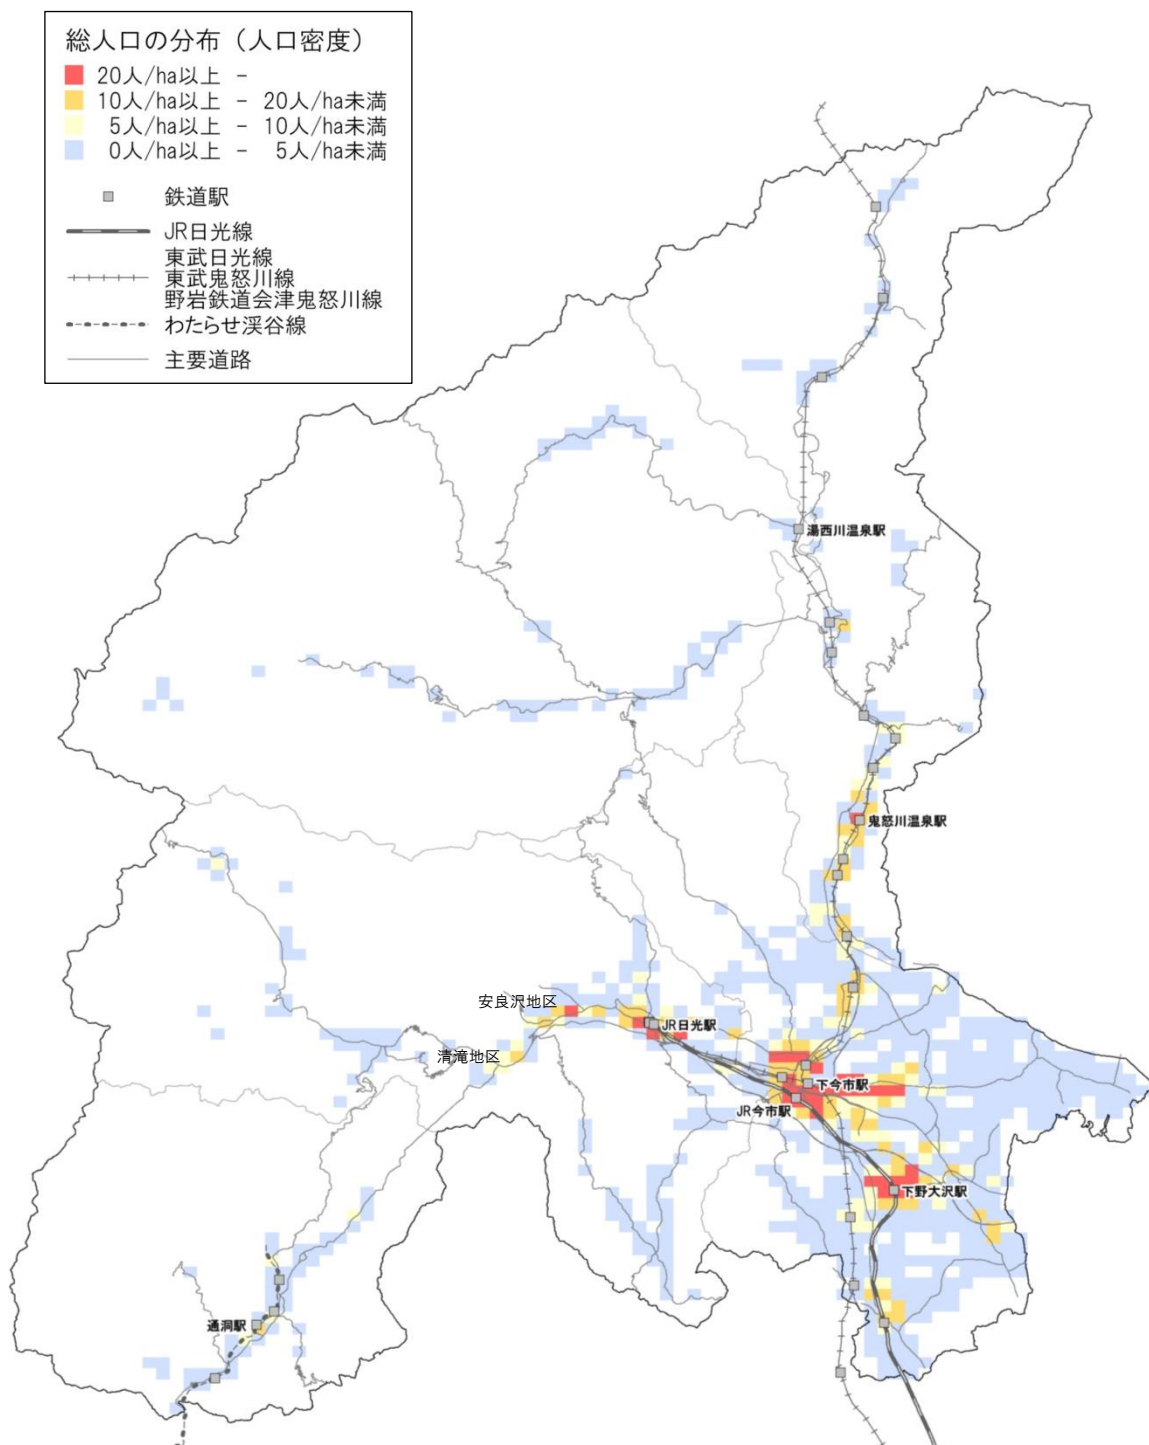 総人口の分布（人口密度）
20人/ha以上 -
10人/ha以上 - 20人/ha未満
5人/ha以上 - 10人/ha未満
0人/ha以上 - 5人/ha未満
鉄道駅
JR日光線
東武日光線
東武鬼怒川線
野岩鉄道会津鬼怒川線
わたらせ渓谷線
主要道路
湯西川温泉駅
鬼怒川温泉駅
安良沢地区
JR日光駅
清滝地区
下今市駅
JR今市駅
下野大沢駅
通洞駅